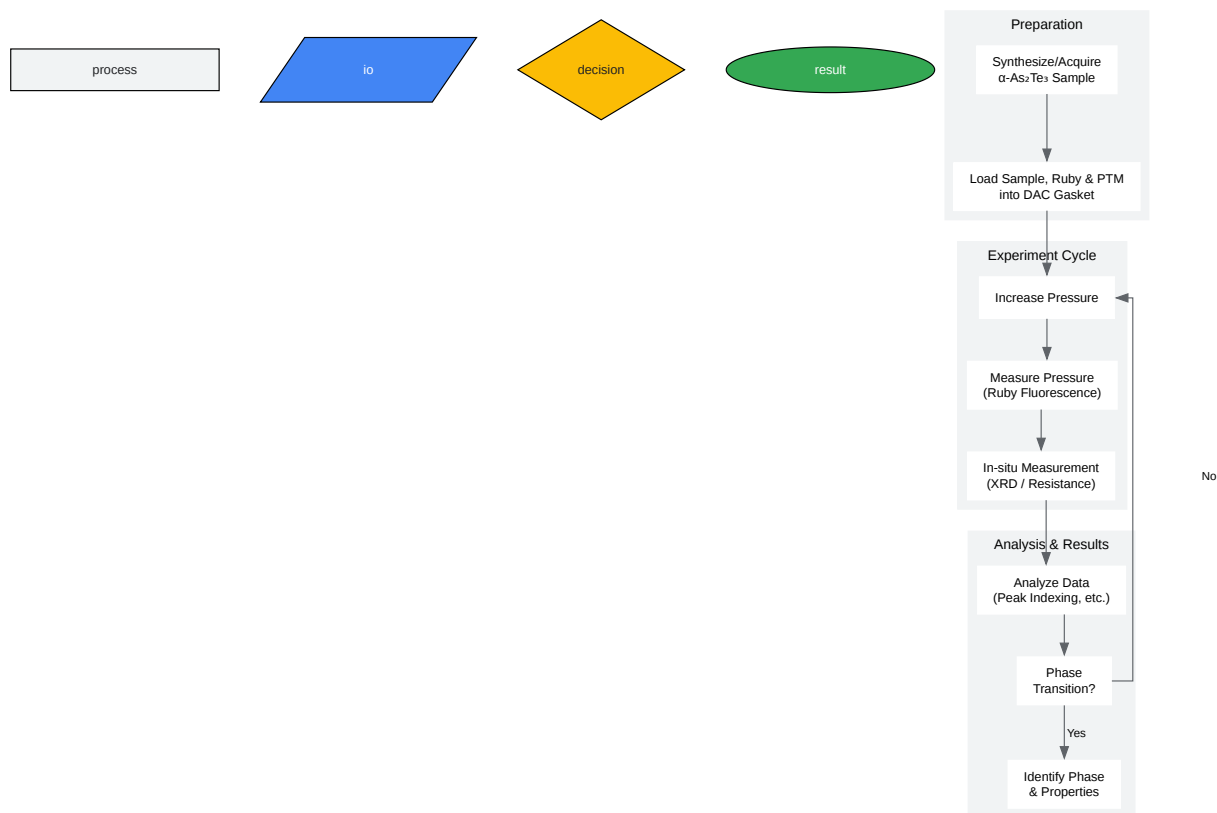 process
io
decision
result
Preparation
Synthesize/Acquire
α-As₂Te₃ Sample
Load Sample, Ruby & PTM
into DAC Gasket
Experiment Cycle
Increase Pressure
Measure Pressure
(Ruby Fluorescence)
In-situ Measurement
(XRD / Resistance)
No
Analysis & Results
Analyze Data
(Peak Indexing, etc.)
Phase
Transition?
Yes
Identify Phase
& Properties